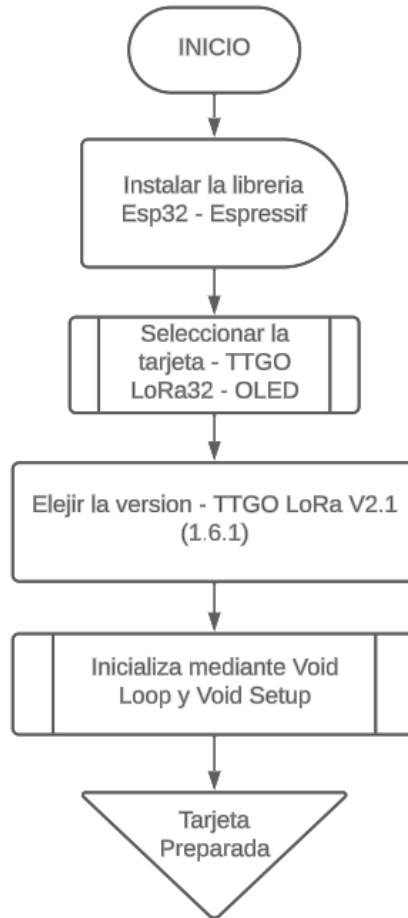 INICIO
Instalar la libreria
Esp32 - Espressif
Seleccionar la
tarjeta - TTGO
LoRa32 - OLED
Elejir la version - TTGO LoRa V2.1
(1.6.1)
Inicializa mediante Void
Loop y Void Setup
Tarjeta
Preparada